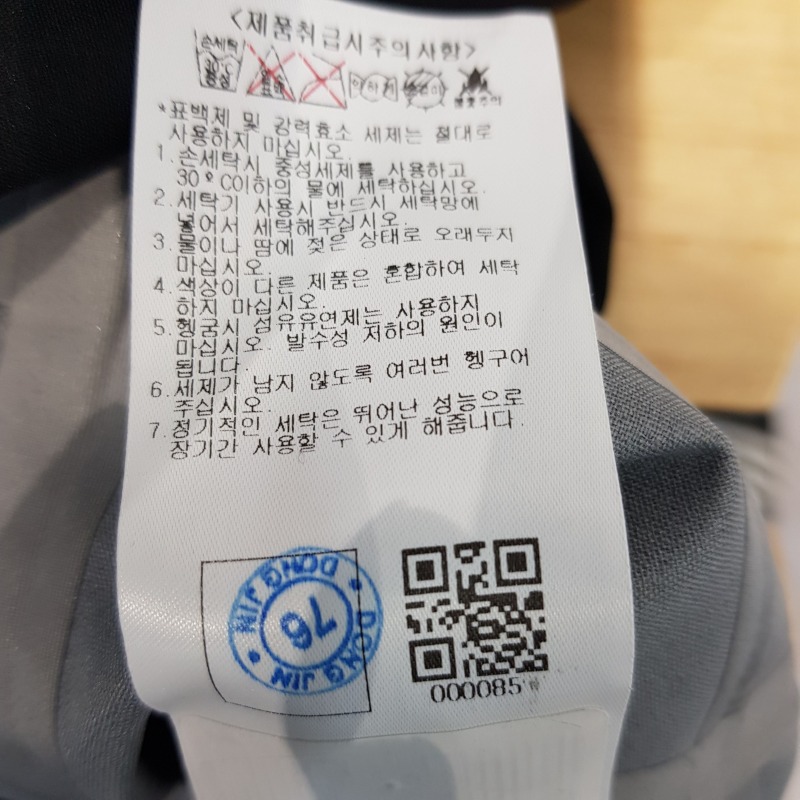 <제품취급시주의사항>
손세탁
약하게
*표백제 및 강력효소 세제는 절대로
사용하지 마십시오.
1. 손세탁시 중성세제를 사용하고
30°C이하의 물에 세탁하십시오.
2. 세탁기 사용시 반드시 세탁망에
넣어서 세탁해주십시오.
3. 물이나 땀에 젖은 상태로 오래두지
마십시오.
4. 색상이 다른 제품은 혼합하여 세탁
하지 마십시오.
5. 헹굼시 섬유유연제는 사용하지
마십시오. 발수성 저하의 원인이
됩니다.
6. 세제가 남지 않도록 여러번 헹구어
주십시오.
7. 정기적인 세탁은 뛰어난 성능으로
장기간 사용할 수 있게 해줍니다.
DONG JIN • DONG JIN •
76
000085